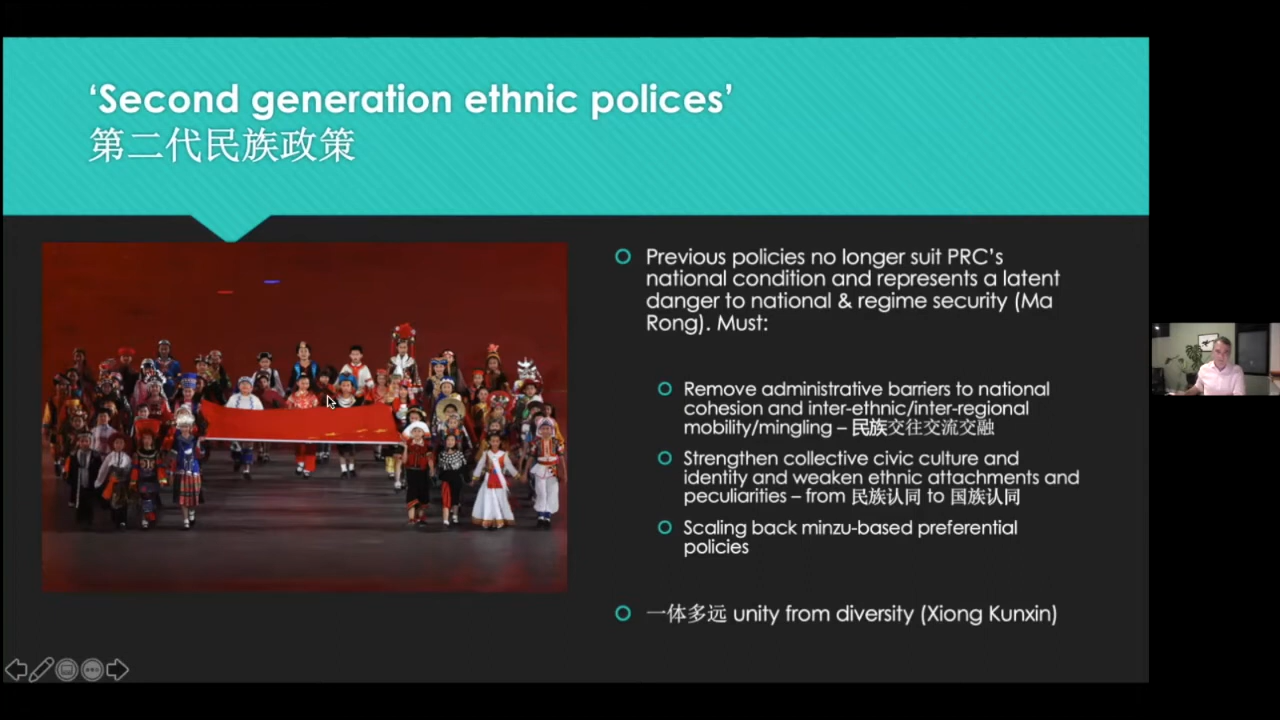 ‘Second generation ethnic polices’
第二代民族政策
Previous policies no longer suit PRC’s
national condition and represents a latent
danger to national & regime security (Ma
Rong). Must:
Remove administrative barriers to national
cohesion and inter-ethnic/inter-regional
mobility/mingling – 民族交往交流交融
Strengthen collective civic culture and
identity and weaken ethnic attachments and
peculiarities – from 民族认同 to 国族认同
Scaling back minzu-based preferential
policies
一体多远 unity from diversity (Xiong Kunxin)